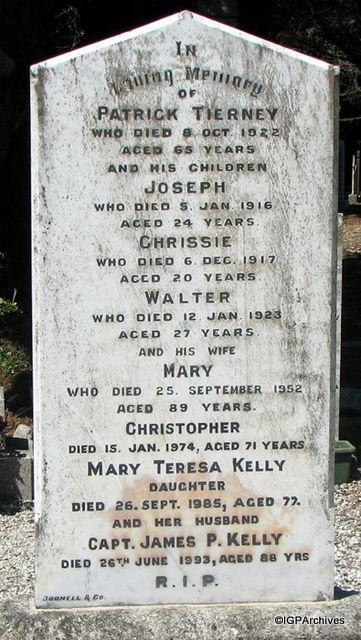 In
Loving Memory
OF
PATRICK TIERNEY
WHO DIED 8 OCT. 1922
AGED 65 YEARS
AND HIS CHILDREN
JOSEPH
WHO DIED 5. JAN. 1916
AGED 24 YEARS.
CHRISSIE
WHO DIED 6. DEC. 1917
AGED 20 YEARS
WALTER
WHO DIED 12. JAN. 1923
AGED 27 YEARS.
AND HIS WIFE
MARY
WHO DIED 25. SEPTEMBER 1952
AGED 89 YEARS.
CHRISTOPHER
DIED 15. JAN. 1974, AGED 71 YEARS
MARY TERESA KELLY
DAUGHTER
DIED 26. SEPT. 1985, AGED 77.
AND HER HUSBAND
CAPT. JAMES P. KELLY
DIED 26TH JUNE 1993, AGED 88 YRS
R.I.P.
& CO.
©IGPArchives